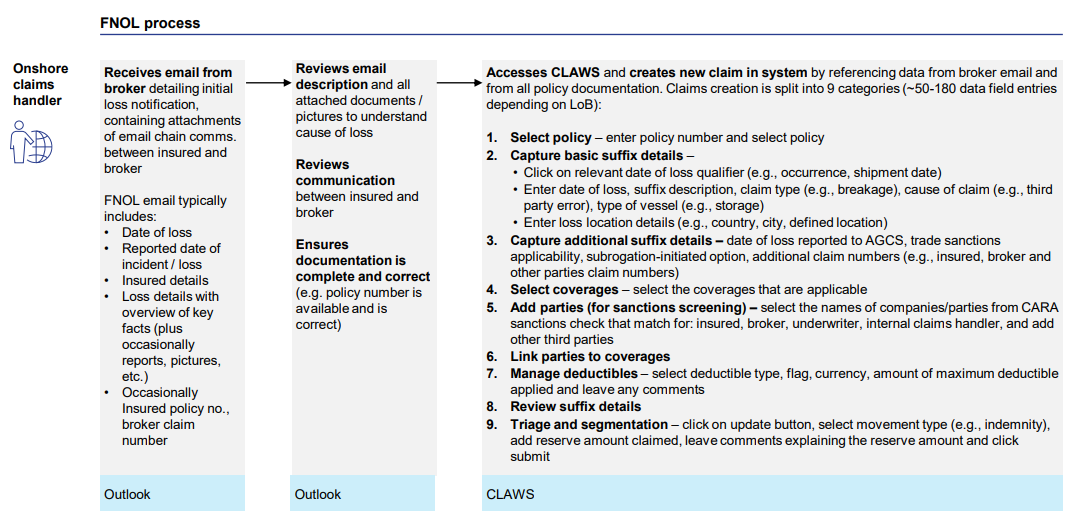 FNOL process
Onshore
claims
handler
Receives email from
broker detailing initial
loss notification,
containing attachments
of email chain comms.
between insured and
broker
FNOL email typically
includes:
• Date of loss
• Reported date of
incident / loss
• Insured details
• Loss details with
overview of key
facts (plus
occasionally
reports, pictures,
etc.)
• Occasionally
Insured policy no.,
broker claim
number
Outlook
Reviews email
description and all
attached documents /
pictures to understand
cause of loss
Reviews
communication
between insured and
broker
Ensures
documentation is
complete and correct
(e.g. policy number is
available and is
correct)
Outlook
Accesses CLAWS and creates new claim in system by referencing data from broker email and
from all policy documentation. Claims creation is split into 9 categories (~50-180 data field entries
depending on LoB):
1. Select policy – enter policy number and select policy
2. Capture basic suffix details –
• Click on relevant date of loss qualifier (e.g., occurrence, shipment date)
• Enter date of loss, suffix description, claim type (e.g., breakage), cause of claim (e.g., third
party error), type of vessel (e.g., storage)
• Enter loss location details (e.g., country, city, defined location)
3. Capture additional suffix details – date of loss reported to AGCS, trade sanctions
applicability, subrogation-initiated option, additional claim numbers (e.g., insured, broker and
other parties claim numbers)
4. Select coverages – select the coverages that are applicable
5. Add parties (for sanctions screening) – select the names of companies/parties from CARA
sanctions check that match for: insured, broker, underwriter, internal claims handler, and add
other third parties
6. Link parties to coverages
7. Manage deductibles – select deductible type, flag, currency, amount of maximum deductible
applied and leave any comments
8. Review suffix details
9. Triage and segmentation – click on update button, select movement type (e.g., indemnity),
add reserve amount claimed, leave comments explaining the reserve amount and click
submit
CLAWS